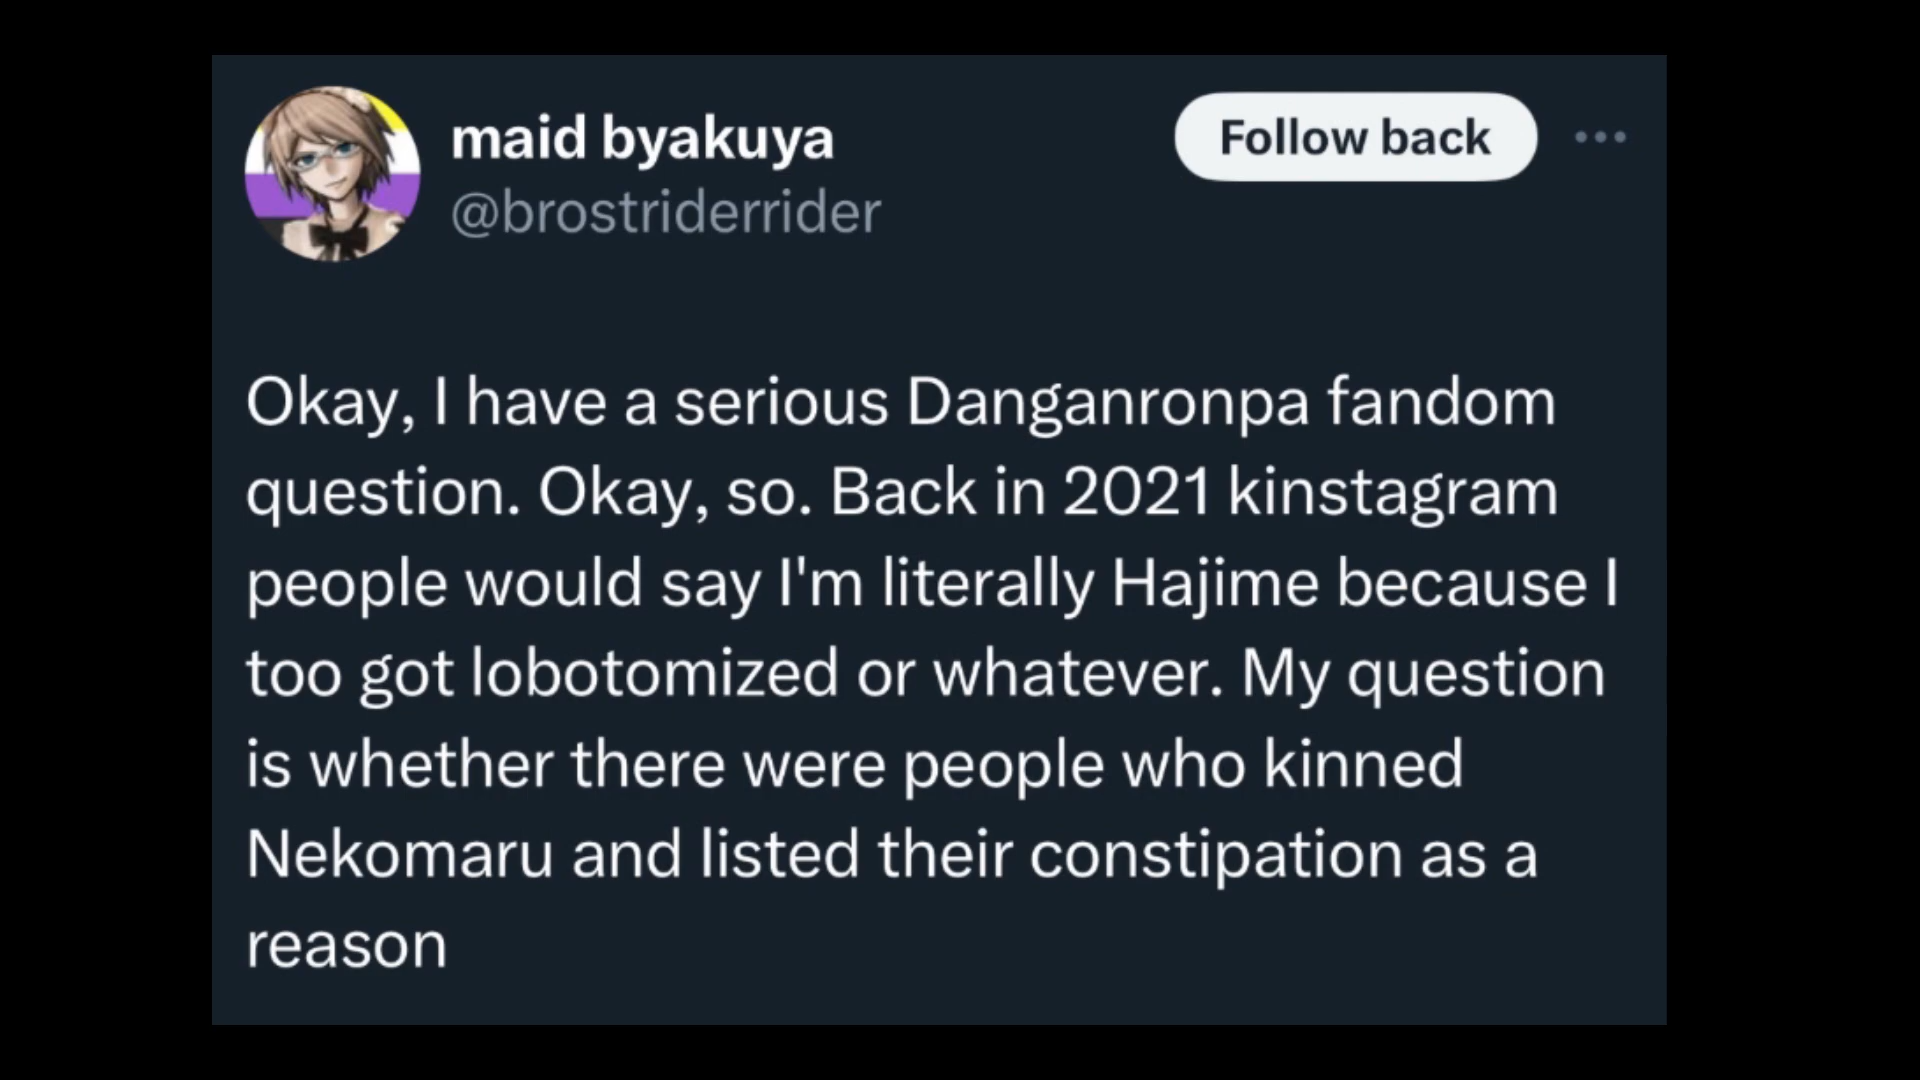 maid byakuya
Follow back
@brostriderrider
Okay, I have a serious Danganronpa fandom
question. Okay, so. Back in 2021 kinstagram
people would say I'm literally Hajime because I
too got lobotomized or whatever. My question
is whether there were people who kinned
Nekomaru and listed their constipation as a
reason